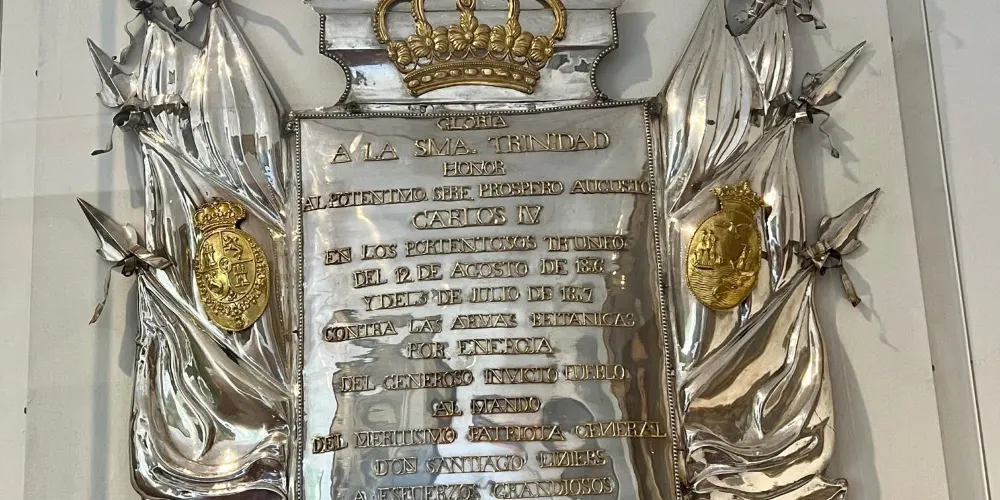 GLORIA
A LA SMA. TRINDAD
HONOR
AL POTENTMO. SERE. PROSPERO AUGUSTO
CARLOS IV
EN LOS PORTENTOSOS TRIUNFOS
DEL 12 DE AGOSTO DE 1806
Y DEL 5 DE JULIO DE 1807
CONTRA LAS ARMAS BRITANICAS
POR ENERGIA
DEL GENEROSO INVICTO PUEBLO
AL MANDO
DEL MERITISIMO PATRIOTA GENERAL
DON SANTIAGO LINIERS
A ESFUERZOS GRANDIOSOS